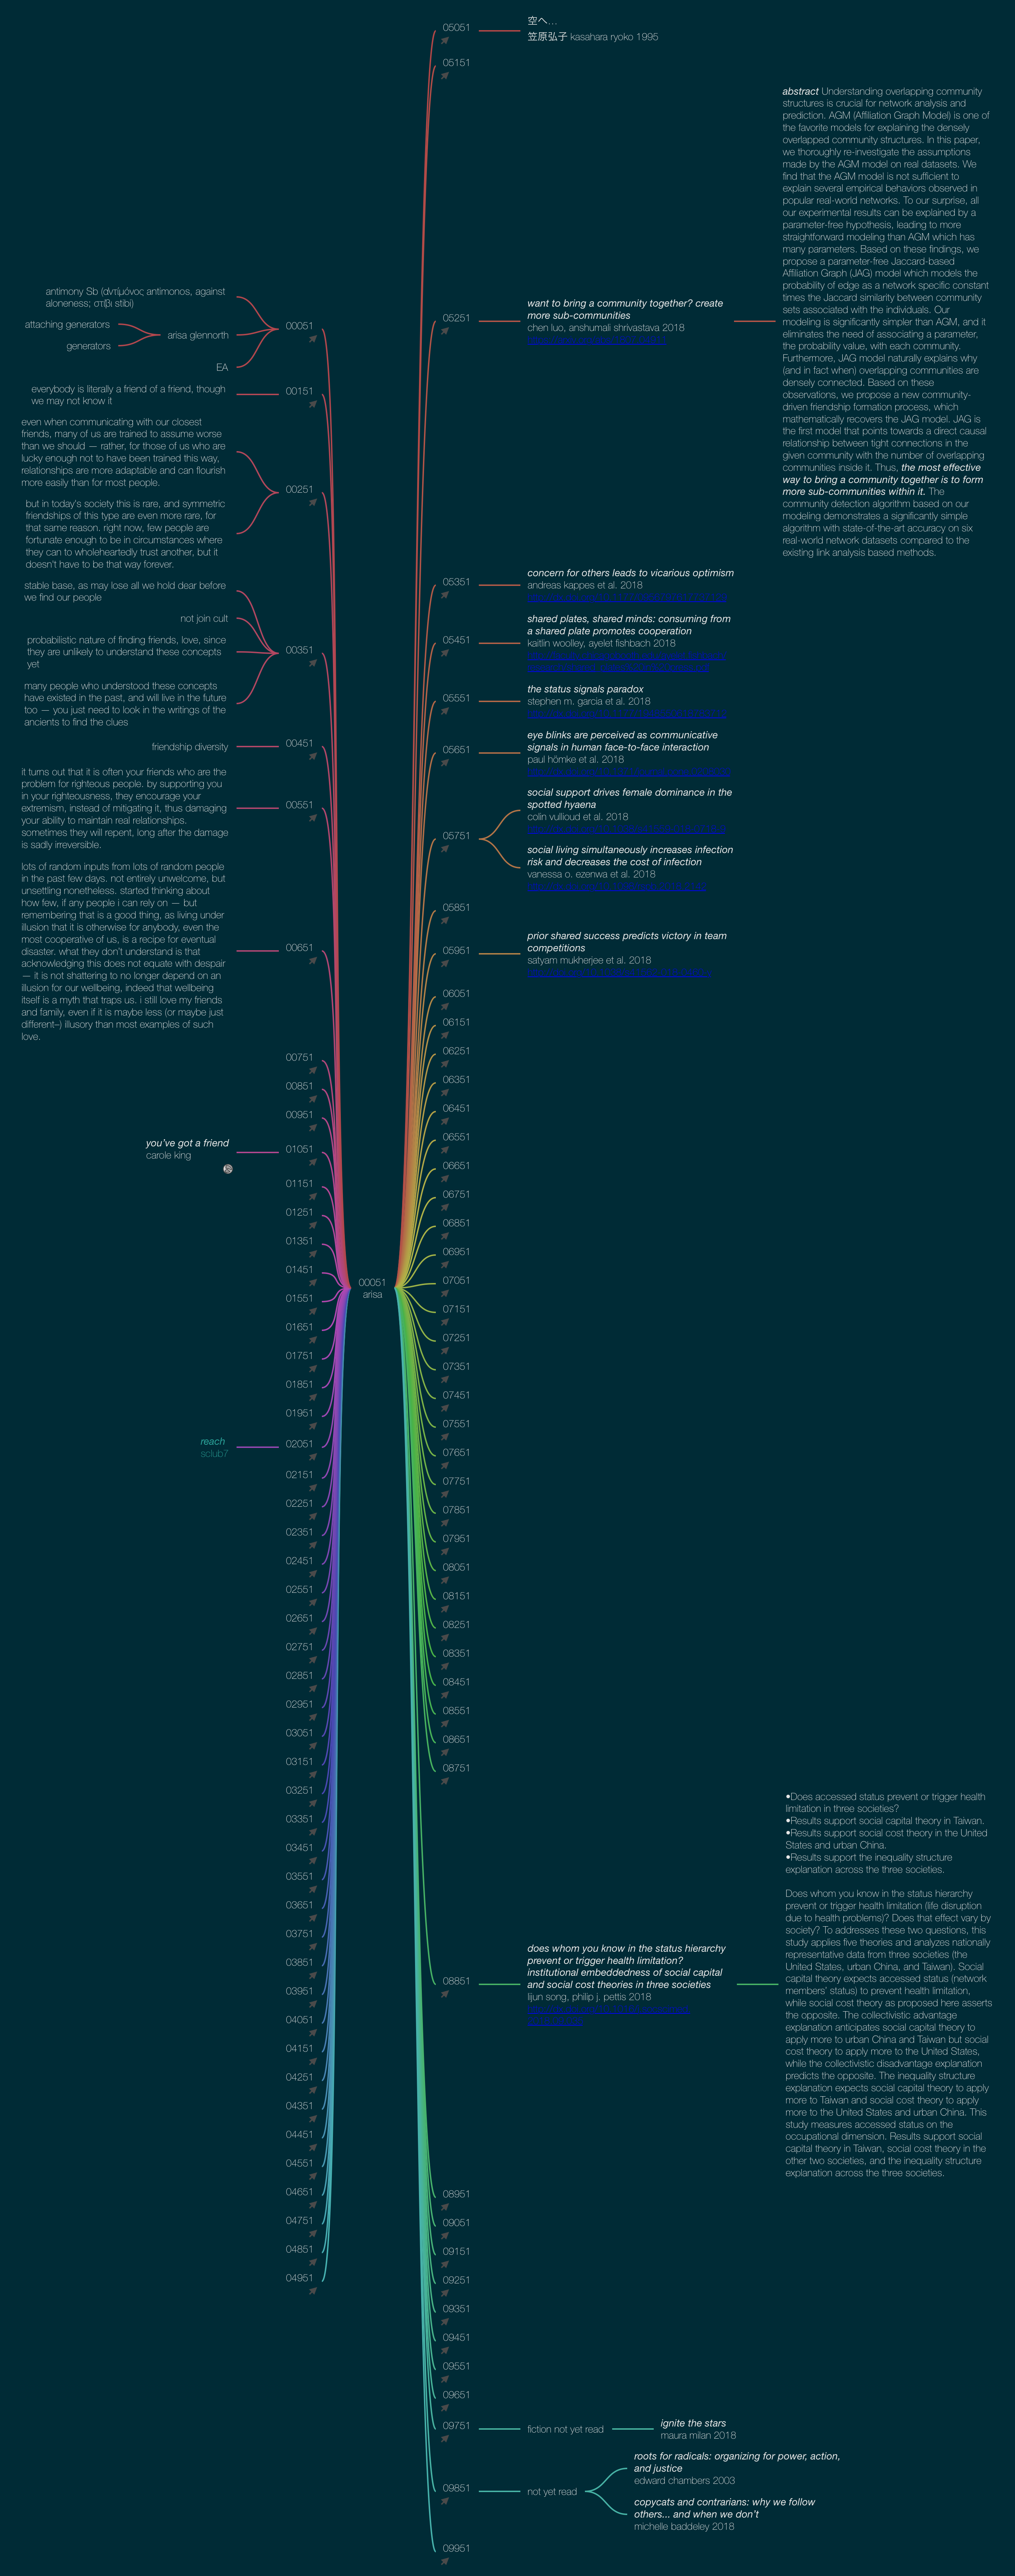 05051
空へ…
笠原弘子 kasahara ryoko 1995
05151
abstract Understanding overlapping community
structures is crucial for network analysis and
prediction. AGM (Affiliation Graph Model) is one of
the favorite models for explaining the densely
overlapped community structures. In this paper,
we thoroughly re-investigate the assumptions
made by the AGM model on real datasets. We
find that the AGM model is not sufficient to
explain several empirical behaviors observed in
popular real-world networks. To our surprise, all
our experimental results can be explained by a
parameter-free hypothesis, leading to more
straightforward modeling than AGM which has
many parameters. Based on these findings, we
propose a parameter-free Jaccard-based
Affiliation Graph (JAG) model which models the
probability of edge as a network specific constant
times the Jaccard similarity between community
sets associated with the individuals. Our
modeling is significantly simpler than AGM, and it
eliminates the need of associating a parameter,
the probability value, with each community.
Furthermore, JAG model naturally explains why
(and in fact when) overlapping communities are
densely connected. Based on these
observations, we propose a new community-
driven friendship formation process, which
mathematically recovers the JAG model. JAG is
the first model that points towards a direct causal
relationship between tight connections in the
given community with the number of overlapping
communities inside it. Thus, the most effective
way to bring a community together is to form
more sub-communities within it. The
community detection algorithm based on our
modeling demonstrates a significantly simple
algorithm with state-of-the-art accuracy on six
real-world network datasets compared to the
existing link analysis based methods.
05251
want to bring a community together? create
more sub-communities
chen luo, anshumali shrivastava 2018
05351
concern for others leads to vicarious optimism
andreas kappes et al. 2018
05451
shared plates, shared minds: consuming from
a shared plate promotes cooperation
kaitlin woolley, ayelet fishbach 2018
05551
the status signals paradox
stephen m. garcia et al. 2018
05651
eye blinks are perceived as communicative
signals in human face-to-face interaction
paul hömke et al. 2018
05751
social support drives female dominance in the
spotted hyaena
colin vullioud et al. 2018
social living simultaneously increases infection
risk and decreases the cost of infection
vanessa o. ezenwa et al. 2018
05851
05951
prior shared success predicts victory in team
competitions
satyam mukherjee et al. 2018
06051
06151
06251
06351
06451
06551
06651
06751
06851
06951
07051
07151
07251
07351
07451
07551
07651
07751
07851
07951
08051
08151
08251
08351
08451
08551
08651
08751
08851
does whom you know in the status hierarchy
prevent or trigger health limitation?
institutional embeddedness of social capital
and social cost theories in three societies
lijun song, philip j. pettis 2018
•Does accessed status prevent or trigger health
limitation in three societies?
•Results support social capital theory in Taiwan.
•Results support social cost theory in the United
States and urban China.
•Results support the inequality structure
explanation across the three societies.
Does whom you know in the status hierarchy
prevent or trigger health limitation (life disruption
due to health problems)? Does that effect vary by
society? To addresses these two questions, this
study applies five theories and analyzes nationally
representative data from three societies (the
United States, urban China, and Taiwan). Social
capital theory expects accessed status (network
members' status) to prevent health limitation,
while social cost theory as proposed here asserts
the opposite. The collectivistic advantage
explanation anticipates social capital theory to
apply more to urban China and Taiwan but social
cost theory to apply more to the United States,
while the collectivistic disadvantage explanation
predicts the opposite. The inequality structure
explanation expects social capital theory to apply
more to Taiwan and social cost theory to apply
more to the United States and urban China. This
study measures accessed status on the
occupational dimension. Results support social
capital theory in Taiwan, social cost theory in the
other two societies, and the inequality structure
explanation across the three societies.
08951
09051
09151
09251
09351
09451
09551
09651
09751
fiction not yet read
ignite the stars
maura milan 2018
09851
not yet read
roots for radicals: organizing for power, action,
and justice
edward chambers 2003
copycats and contrarians: why we follow
others... and when we don't
michelle baddeley 2018
09951
00051
arisa
00051
antimony Sb (αντίμόνος antimonos, against
aloneness; στιβι stibi)
arisa glennorth
attaching generators
generators
EA
00151
everybody is literally a friend of a friend, though
we may not know it
00251
even when communicating with our closest
friends, many of us are trained to assume worse
than we should — rather, for those of us who are
lucky enough not to have been trained this way,
relationships are more adaptable and can flourish
more easily than for most people.
but in today's society this is rare, and symmetric
friendships of this type are even more rare, for
that same reason. right now, few people are
fortunate enough to be in circumstances where
they can to wholeheartedly trust another, but it
doesn't have to be that way forever.
00351
stable base, as may lose all we hold dear before
we find our people
not join cult
probabilistic nature of finding friends, love, since
they are unlikely to understand these concepts
yet
many people who understood these concepts
have existed in the past, and will live in the future
too — you just need to look in the writings of the
ancients to find the clues
00451
friendship diversity
00551
it turns out that it is often your friends who are the
problem for righteous people. by supporting you
in your righteousness, they encourage your
extremism, instead of mitigating it, thus damaging
your ability to maintain real relationships.
sometimes they will repent, long after the damage
is sadly irreversible.
00651
lots of random inputs from lots of random people
in the past few days. not entirely unwelcome, but
unsettling nonetheless. started thinking about
how few, if any people i can rely on — but
remembering that is a good thing, as living under
illusion that it is otherwise for anybody, even the
most cooperative of us, is a recipe for eventual
disaster. what they don't understand is that
acknowledging this does not equate with despair
— it is not shattering to no longer depend on an
illusion for our wellbeing, indeed that wellbeing
itself is a myth that traps us. i still love my friends
and family, even if it is maybe less (or maybe just
different–) illusory than most examples of such
love.
00751
00851
00951
01051
you've got a friend
carole king
01151
01251
01351
01451
01551
01651
01751
01851
01951
02051
reach
sclub7
02151
02251
02351
02451
02551
02651
02751
02851
02951
03051
03151
03251
03351
03451
03551
03651
03751
03851
03951
04051
04151
04251
04351
04451
04551
04651
04751
04851
04951